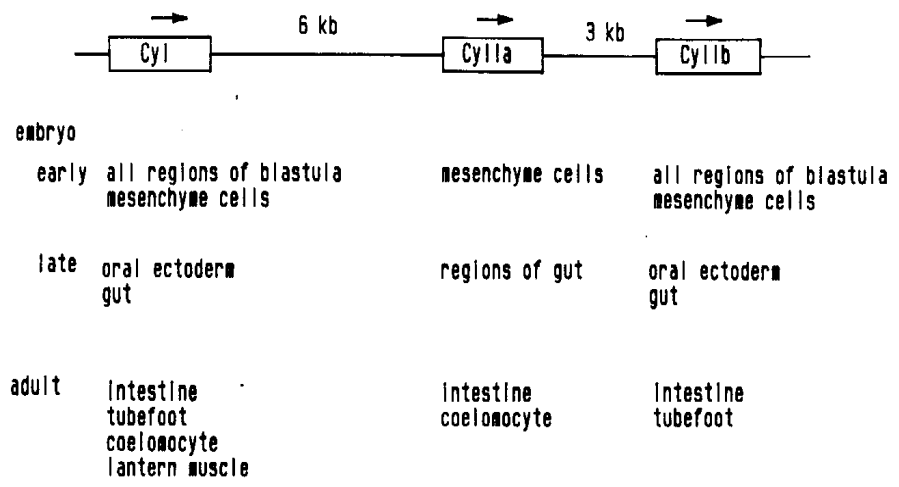 6 kb
3 kb
CyI
CyIIa
CyIIb
embryo
early all regions of blastula mesenchyme cells all regions of blastula
mesenchyme cells mesenchyme cells
late oral ectoderm regions of gut oral ectoderm
gut gut
adult intestine intestine intestine
tubefoot coelomocyte tubefoot
coelomocyte
lantern muscle